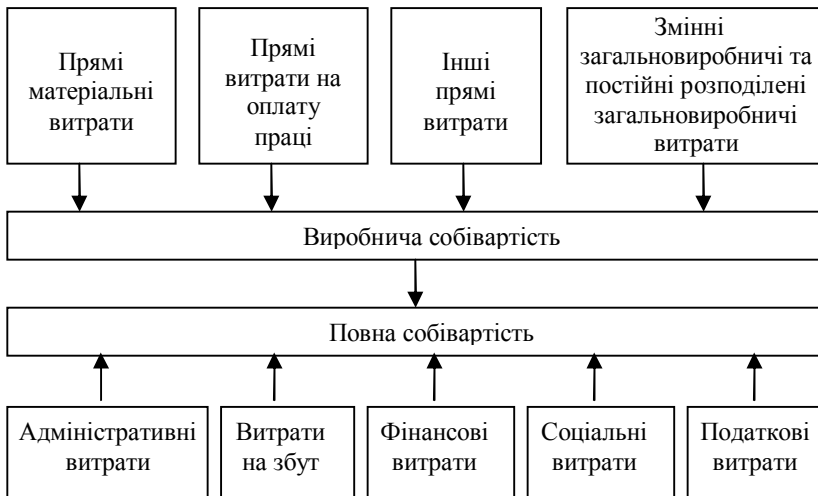 Прямі
матеріальні
витрати
Прямі
витрати на
оплату
праці
Інші
прямі
витрати
Змінні
загальновиробничі та
постійні розподілені
загальновиробничі
витрати
Виробнича собівартість
Повна собівартість
Адміністративні
витрати
Витрати
на збут
Фінансові
витрати
Соціальні
витрати
Податкові
витрати